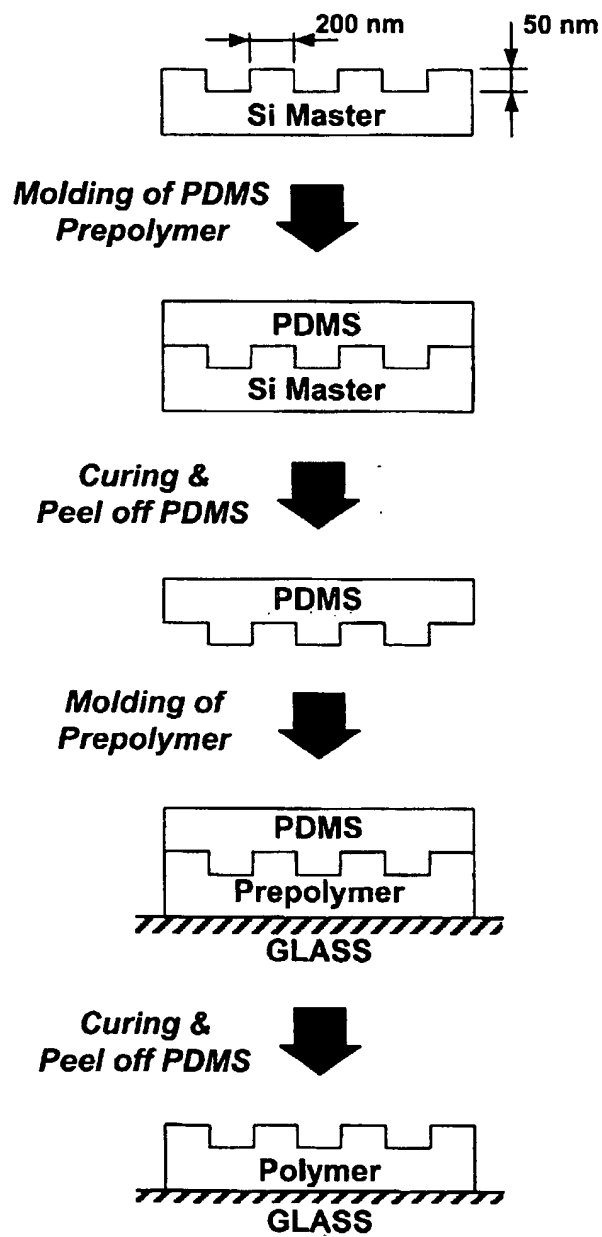 200 nm
50 nm
Si Master
Molding of PDMS
Prepolymer
PDMS
Si Master
Curing &
Peel off PDMS
PDMS
Molding of
Prepolymer
PDMS
Prepolymer
GLASS
Curing &
Peel off PDMS
Polymer
GLASS